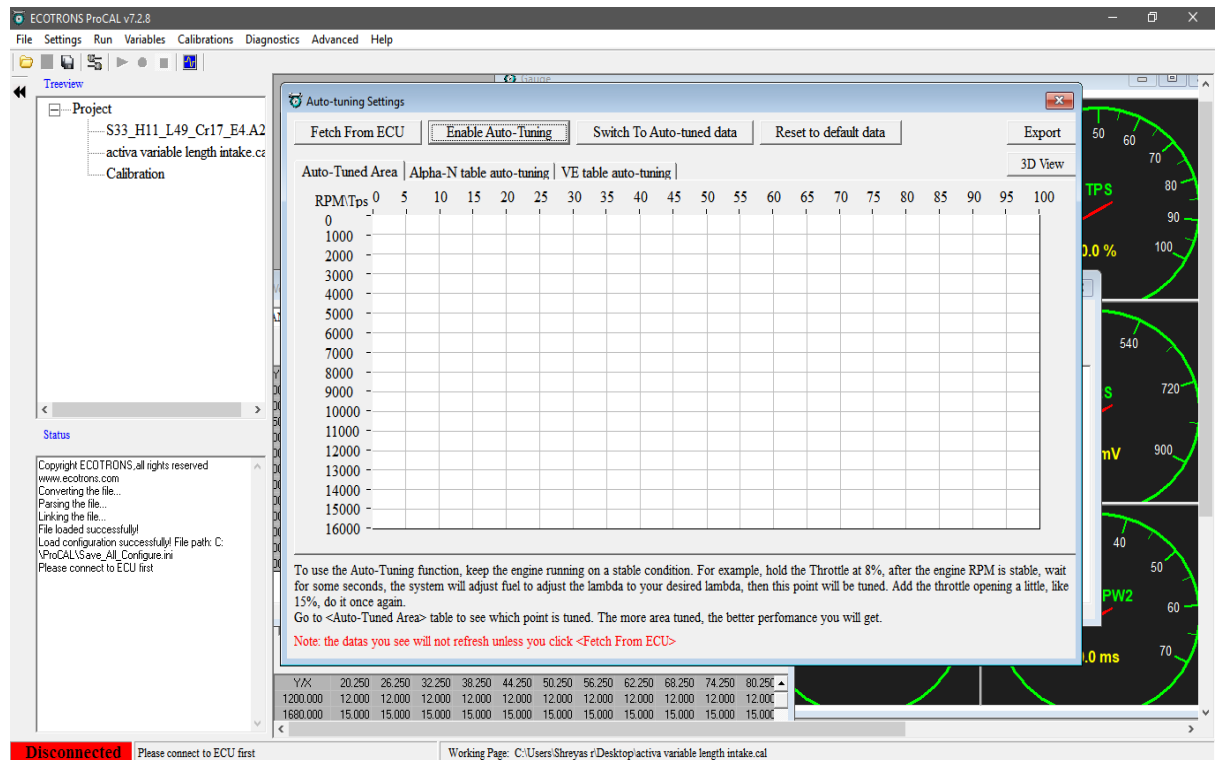 ECOTRONS ProCAL v7.2.8
File Settings Run Variables Calibrations Diagnostics Advanced Help
Treeview
Project
S33_H11_L49_Cr17_E4.A2
activa variable length intake.ca
Calibration
Status
Copyright ECOTRONS,all rights reserved
www.ecotrons.com
Converting the file...
Parsing the file...
Linking the file...
File loaded successfully!
Load configuration successfully! File path: C:
\ProCAL\Save_All_Configure.ini
Please connect to ECU first
Gauge
Auto-tuning Settings
Fetch From ECU Enable Auto-Tuning Switch To Auto-tuned data Reset to default data Export
3D View
Auto-Tuned Area Alpha-N table auto-tuning VE table auto-tuning
RPM\Tps 0 5 10 15 20 25 30 35 40 45 50 55 60 65 70 75 80 85 90 95 100
0
1000
2000
3000
4000
5000
6000
7000
8000
9000
10000
11000
12000
13000
14000
15000
16000
To use the Auto-Tuning function, keep the engine running on a stable condition. For example, hold the Throttle at 8%, after the engine RPM is stable, wait
for some seconds, the system will adjust fuel to adjust the lambda to your desired lambda, then this point will be tuned. Add the throttle opening a little, like
15%, do it once again.
Go to <Auto-Tuned Area> table to see which point is tuned. The more area tuned, the better perfomance you will get.
Note: the datas you see will not refresh unless you click <Fetch From ECU>
50 60 70 80 90 100
TPS
0.0 %
540 720 900
S
mV
40 50 60 70
PW2
.0 ms
Y/X 20.250 26.250 32.250 38.250 44.250 50.250 56.250 62.250 68.250 74.250 80.250
1200.000 12.000 12.000 12.000 12.000 12.000 12.000 12.000 12.000 12.000 12.000 12.000
1680.000 15.000 15.000 15.000 15.000 15.000 15.000 15.000 15.000 15.000 15.000 15.000
Disconnected Please connect to ECU first Working Page: C:\Users\Shreyas r\Desktop\activa variable length intake.cal